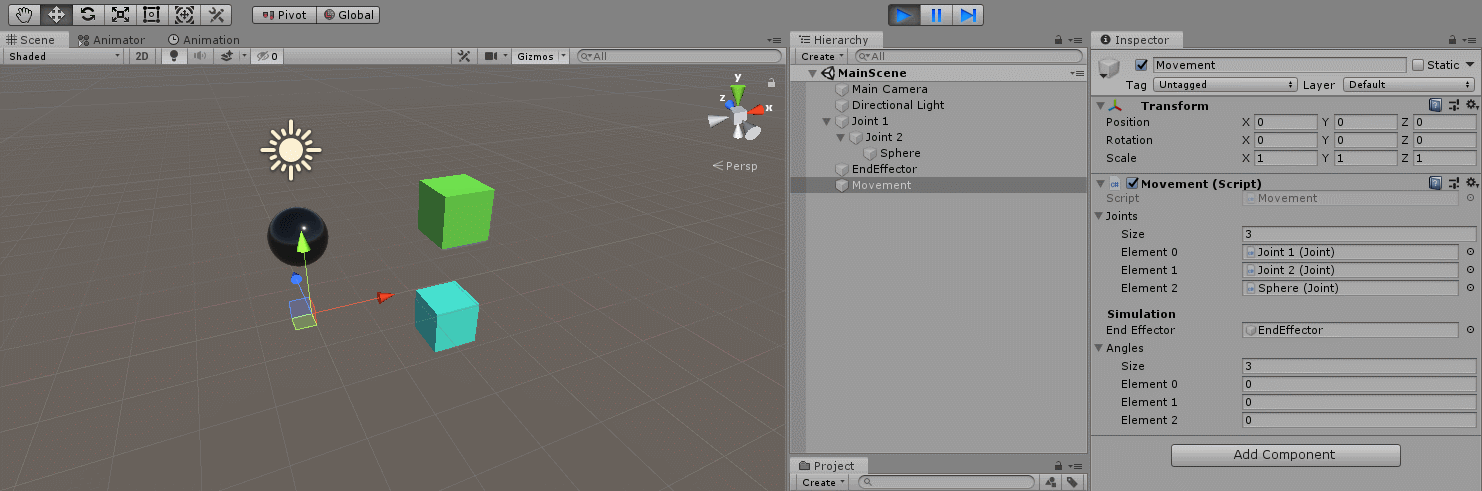 Pivot Global
Scene Animator Animation
Shaded 2D 0 Gizmos All
y
z
x
Persp
Hierarchy
Create All
MainScene
Main Camera
Directional Light
Joint 1
Joint 2
Sphere
EndEffector
Movement
Project
Create
Inspector
Movement Static
Tag Untagged Layer Default
Transform
Position X 0 Y 0 Z 0
Rotation X 0 Y 0 Z 0
Scale X 1 Y 1 Z 1
Movement (Script)
Script Movement
Joints
Size 3
Element 0 Joint 1 (Joint)
Element 1 Joint 2 (Joint)
Element 2 Sphere (Joint)
Simulation
End Effector EndEffector
Angles
Size 3
Element 0 0
Element 1 0
Element 2 0
Add Component